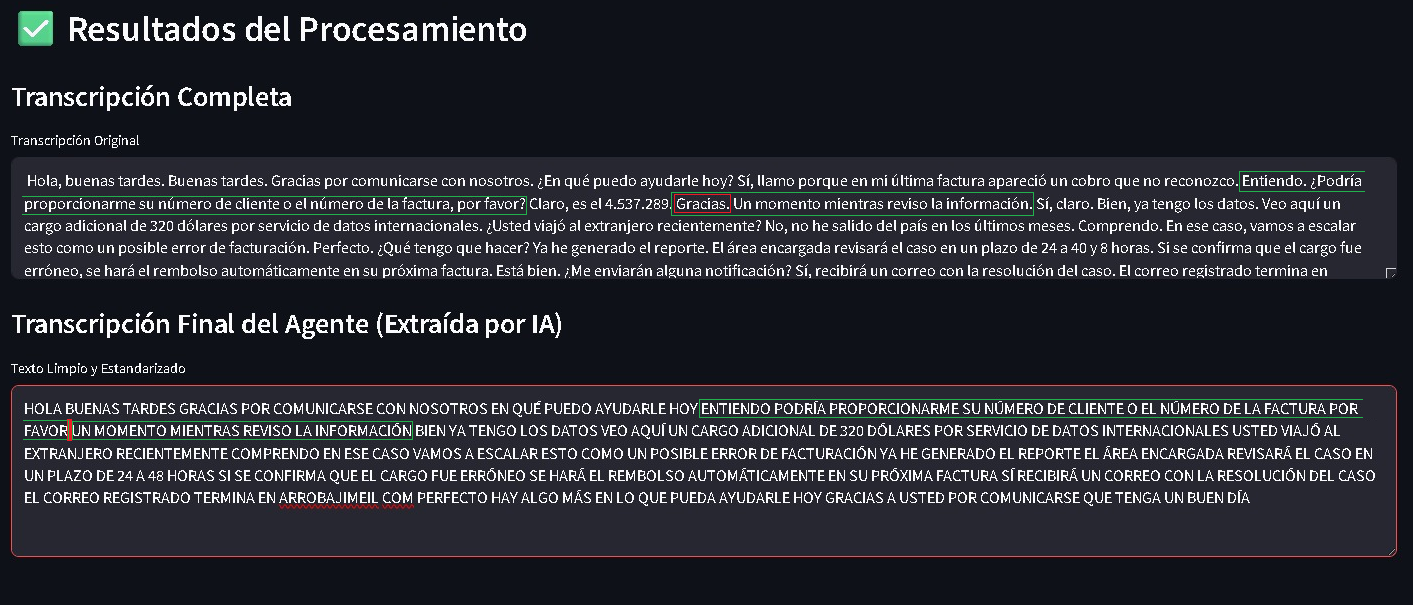 ✅ Resultados del Procesamiento
Transcripción Completa
Transcripción Original
Hola, buenas tardes. Buenas tardes. Gracias por comunicarse con nosotros. ¿En qué puedo ayudarle hoy? Sí, llamo porque en mi última factura apareció un cobro que no reconozco. Entiendo. ¿Podría
proporcionarme su número de cliente o el número de la factura, por favor? Claro, es el 4.537.289. Gracias. Un momento mientras reviso la información. Sí, claro. Bien, ya tengo los datos. Veo aquí un
cargo adicional de 320 dólares por servicio de datos internacionales. ¿Usted viajó al extranjero recientemente? No, no he salido del país en los últimos meses. Comprendo. En ese caso, vamos a escalar
esto como un posible error de facturación. Perfecto. ¿Qué tengo que hacer? Ya he generado el reporte. El área encargada revisará el caso en un plazo de 24 a 40 y 8 horas. Si se confirma que el cargo fue
erróneo, se hará el rembolso automáticamente en su próxima factura. Está bien. ¿Me enviarán alguna notificación? Sí, recibirá un correo con la resolución del caso. El correo registrado termina en
Transcripción Final del Agente (Extraída por IA)
Texto Limpio y Estandarizado
HOLA BUENAS TARDES GRACIAS POR COMUNICARSE CON NOSOTROS EN QUÉ PUEDO AYUDARLE HOY ENTIENDO PODRÍA PROPORCIONARME SU NÚMERO DE CLIENTE O EL NÚMERO DE LA FACTURA POR
FAVOR UN MOMENTO MIENTRAS REVISO LA INFORMACIÓN BIEN YA TENGO LOS DATOS VEO AQUÍ UN CARGO ADICIONAL DE 320 DÓLARES POR SERVICIO DE DATOS INTERNACIONALES USTED VIAJÓ AL
EXTRANJERO RECIENTEMENTE COMPRENDO EN ESE CASO VAMOS A ESCALAR ESTO COMO UN POSIBLE ERROR DE FACTURACIÓN YA HE GENERADO EL REPORTE EL ÁREA ENCARGADA REVISARÁ EL CASO EN
UN PLAZO DE 24 A 48 HORAS SI SE CONFIRMA QUE EL CARGO FUE ERRÓNEO SE HARÁ EL REMBOLSO AUTOMÁTICAMENTE EN SU PRÓXIMA FACTURA SÍ RECIBIRÁ UN CORREO CON LA RESOLUCIÓN DEL CASO
EL CORREO REGISTRADO TERMINA EN ARROBAJIMEIL COM PERFECTO HAY ALGO MÁS EN LO QUE PUEDA AYUDARLE HOY GRACIAS A USTED POR COMUNICARSE QUE TENGA UN BUEN DÍA